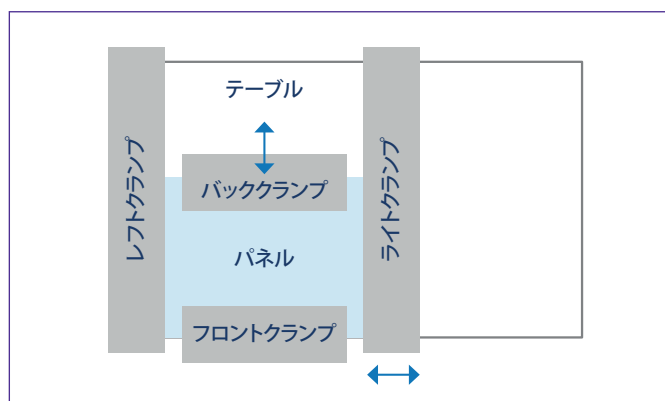 テーブル
レフトクランプ
ライトクランプ
バッククランプ
パネル
フロントクランプ